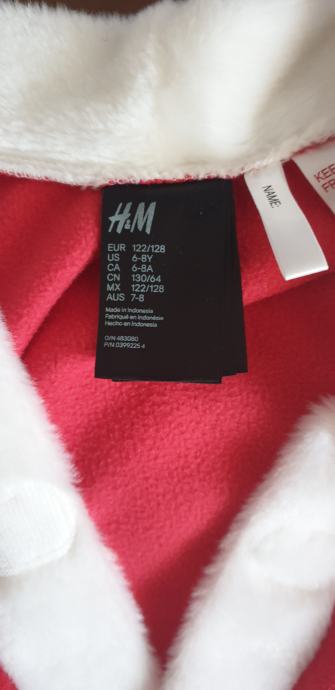 H&M
EUR 122/128
US 6-8Y
CA 6-8A
CN 130/64
MX 122/128
AUS 7-8
Made in Indonesia
Fabriqué en Indonésie
Hecho en Indonesia
O/N 483080
P/N 0399225 4
NAME: